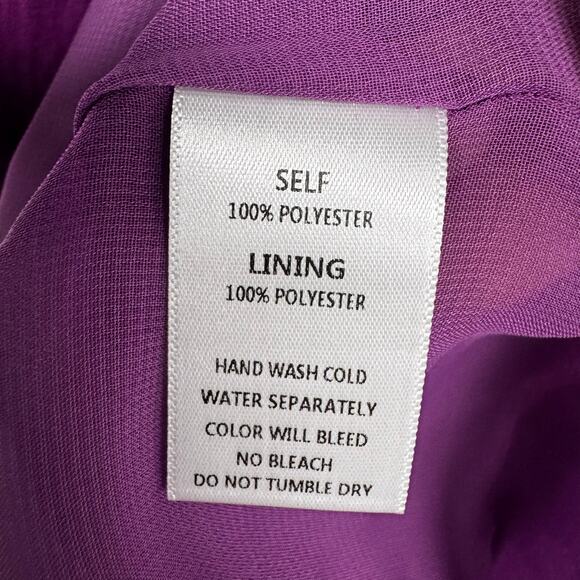 SELF
100% POLYESTER
LINING
100% POLYESTER
HAND WASH COLD
WATER SEPARATELY
COLOR WILL BLEED
NO BLEACH
DO NOT TUMBLE DRY